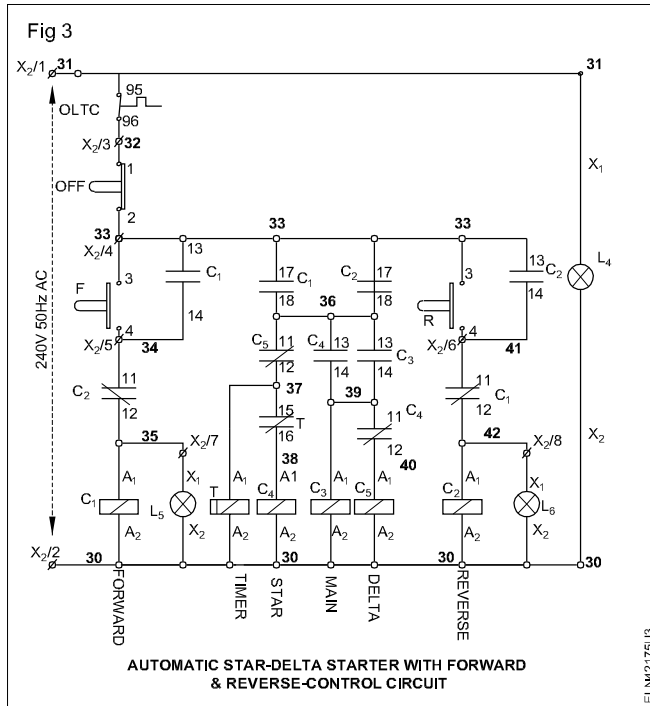 Fig 3
X2/1 31 31
95
OLTC
96
X2/3 32
1
OFF
2
33 33 33
X2/4
13 C1 14
17 C1 18
C2 17 18
13 C2 14
X1
L4
F 3 4
R 3 4
36
X2/5 34
X2/6 41
C5 11 12
C4 13 14
13 C3 14
240V 50Hz AC
C2 11 12
37
39
11 C1 12
15 T 16
11 C4 12
X2
35 X2/7
38
40
42 X2/8
A1 X1 A1 A1 A1 A1 A1 X1
C1 L5 T C4 C3 C5 C2 L6
A2 X2 A2 A2 A2 A2 A2 X2
X2/2 30 30 30 30
FORWARD
TIMER
STAR
MAIN
DELTA
REVERSE
AUTOMATIC STAR-DELTA STARTER WITH FORWARD
& REVERSE-CONTROL CIRCUIT